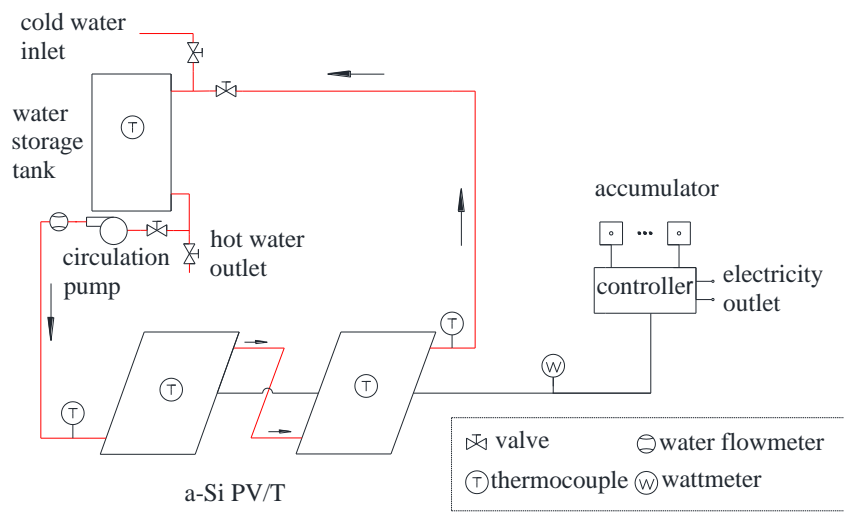 cold water
inlet
water
storage
tank
T
circulation
pump
hot water
outlet
accumulator
controller
electricity
outlet
T
T
T
T
W
a-Si PV/T
valve
water flowmeter
T thermocouple
W wattmeter